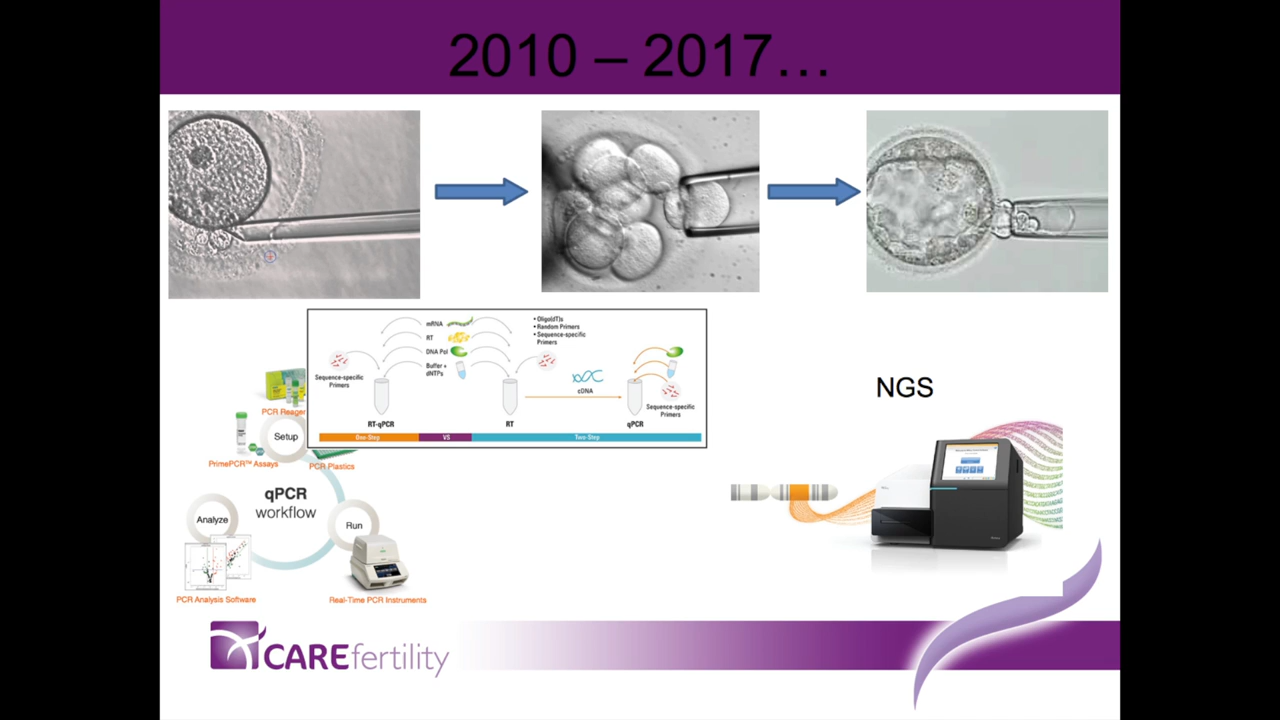 2010 – 2017…
mRNA
RT
DNA Pol
Buffer +
dNTPs
• Oligo(dT)s
• Random Primers
• Sequence-specific
Primers
Sequence-specific
Primers
cDNA
Sequence-specific
Primers
RT-qPCR
RT
qPCR
One-Step
VS
Two-Step
NGS
PCR Reagen
Setup
PrimePCR™ Assays
PCR Plastics
qPCR
workflow
Analyze
Run
PCR Analysis Software
Real-Time PCR Instruments
CAREfertility